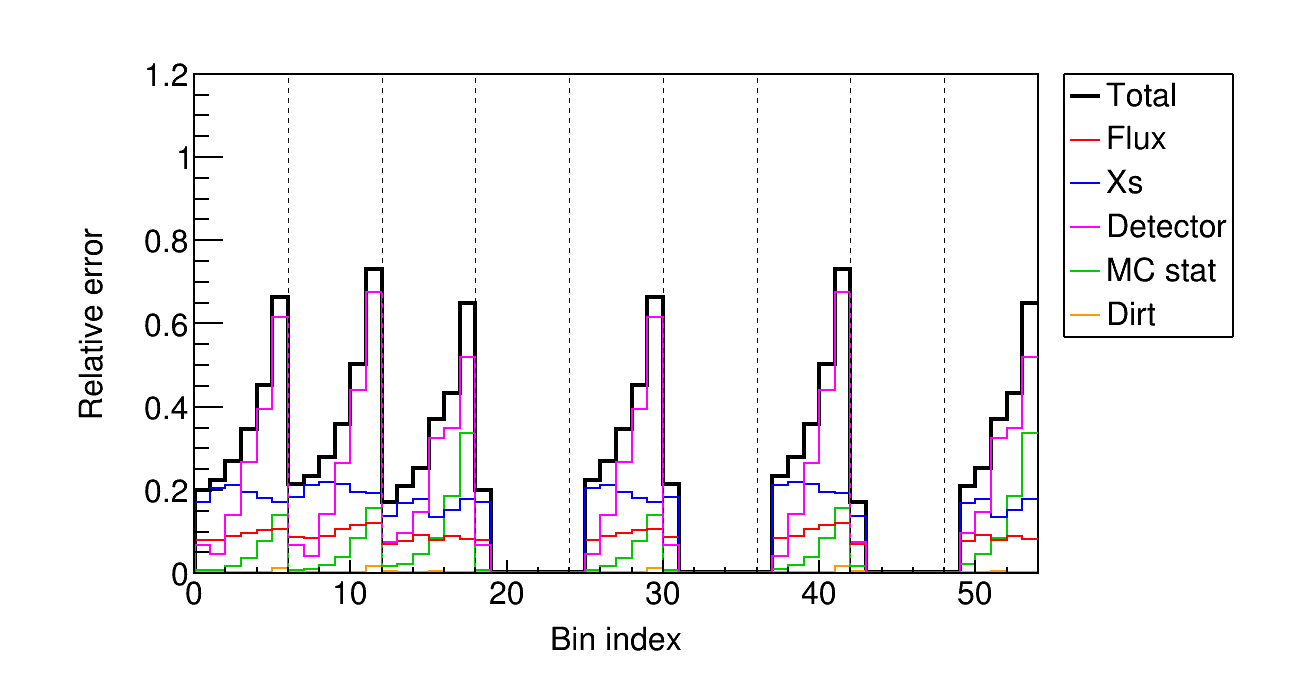 1.2
1
0.8
0.6
0.4
0.2
0
Relative error
0 10 20 30 40 50
Bin index
Total
Flux
Xs
Detector
MC stat
Dirt